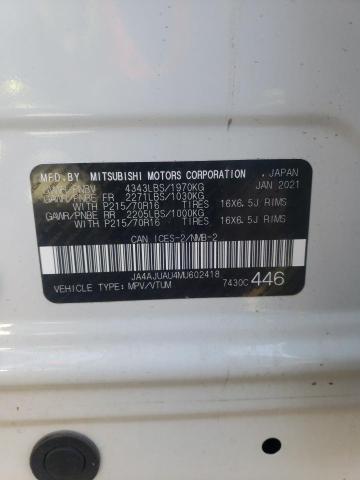 MFD.BY MITSUBISHI MOTORS CORPORATION , JAPAN
GVWR/PNBV 4343LBS/1970KG JAN 2021
GAWR/PNBE FR 2271LBS/1030KG
WITH P215/70R16 TIRES 16X6.5J RIMS
GAWR/PNBE RR 2205LBS/1000KG
WITH P215/70R16 TIRES 16X6.5J RIMS
CAN ICES-2/NMB-2
JA4AJUAU4MU602418
VEHICLE TYPE: MPV/VTUM 7430C 446